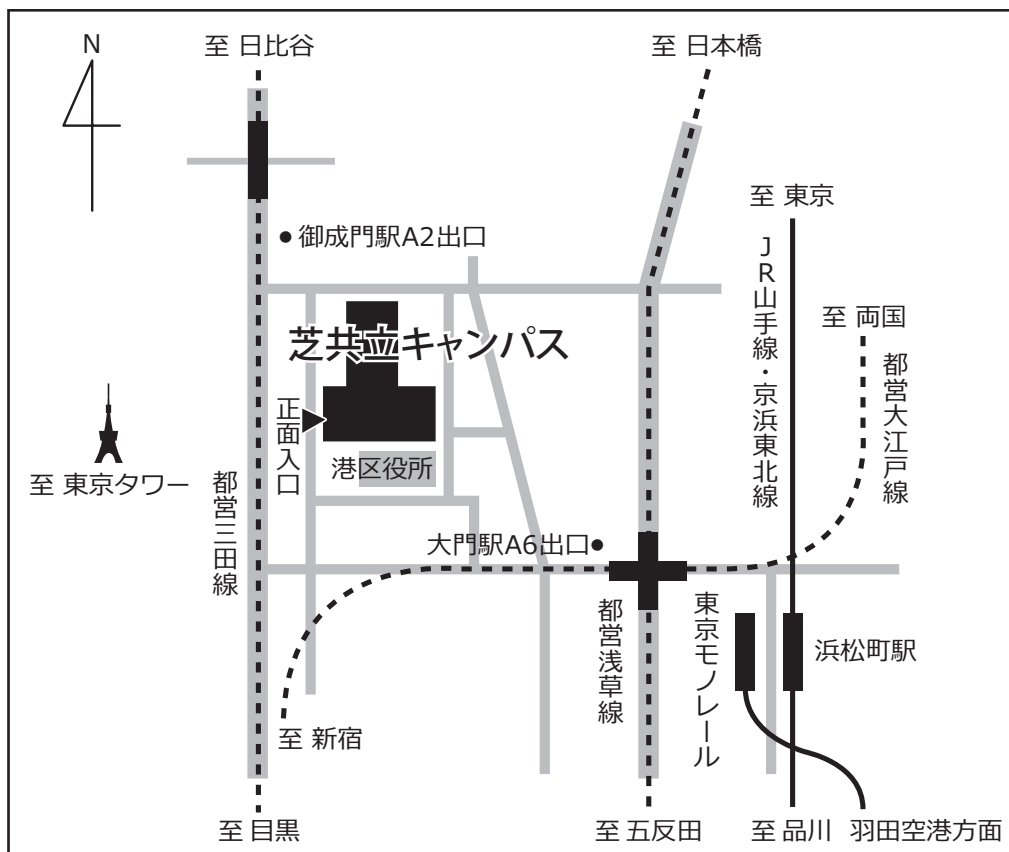 N
至 日比谷
至 日本橋
至 東京
御成門駅A2出口
JR山手線・京浜東北線
至 両国
都営大江戸線
芝共立キャンパス
正面入口
港区役所
至 東京タワー
都営三田線
大門駅A6出口
都営浅草線
東京モノレール
浜松町駅
至 新宿
至 目黒
至 五反田
至 品川
羽田空港方面